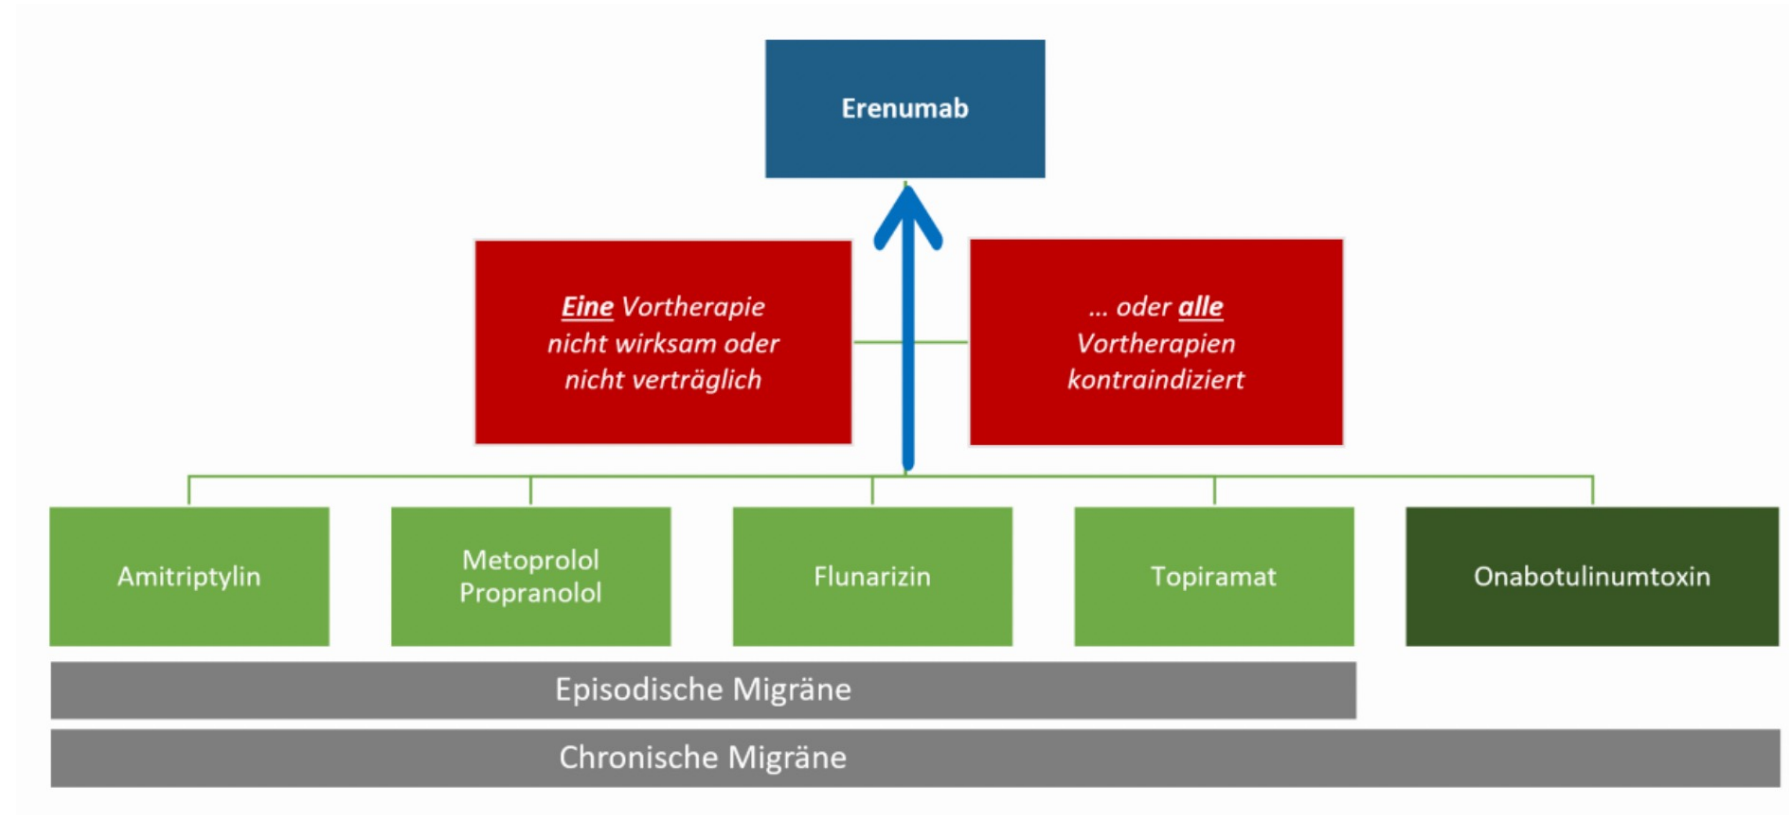 Erenumab
Eine Vortherapie
nicht wirksam oder
nicht verträglich
... oder alle
Vortherapien
kontraindiziert
Amitriptylin
Metoprolol
Propranolol
Flunarizin
Topiramat
Onabotulinumtoxin
Episodische Migräne
Chronische Migräne